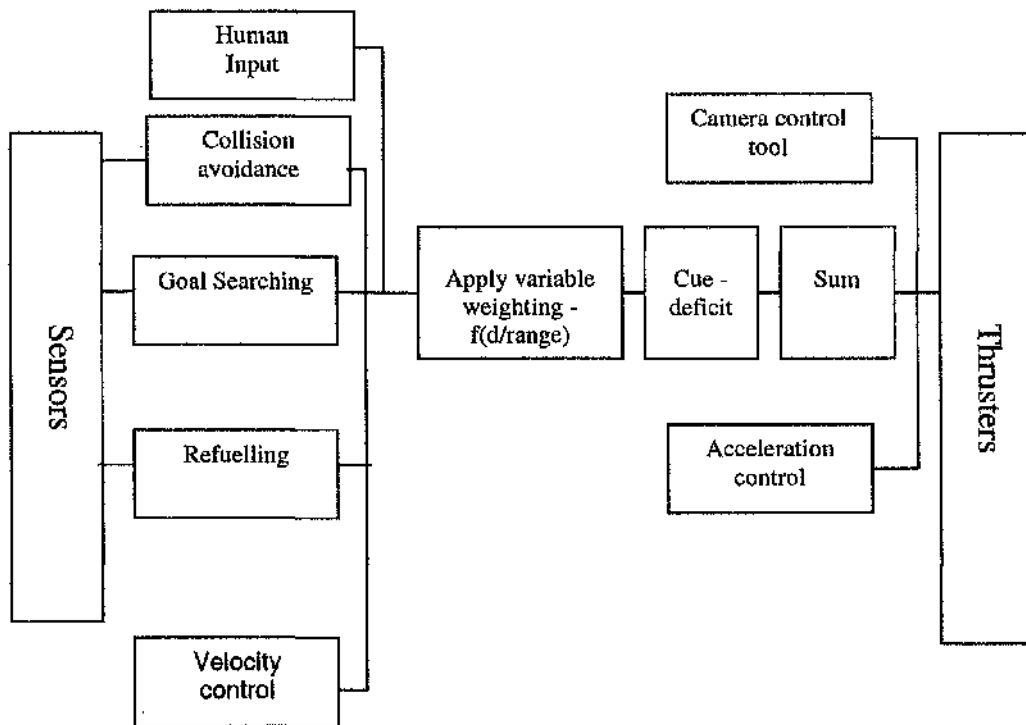 Human
Input
Collision
avoidance
Goal Searching
Refuelling
Velocity
control
Sensors
Apply variable
weighting -
f(d/range)
Cue -
deficit
Sum
Camera control
tool
Acceleration
control
Thrusters